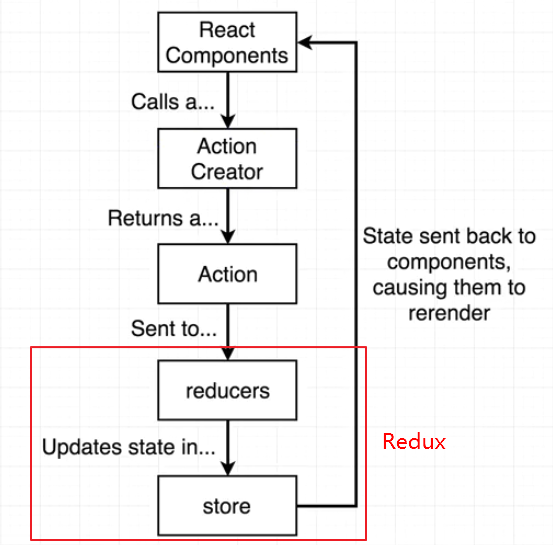 React
Components
Calls a...
Action
Creator
Returns a...
Action
Sent to...
reducers
Updates state in...
store
State sent back to
components,
causing them to
rerender
Redux